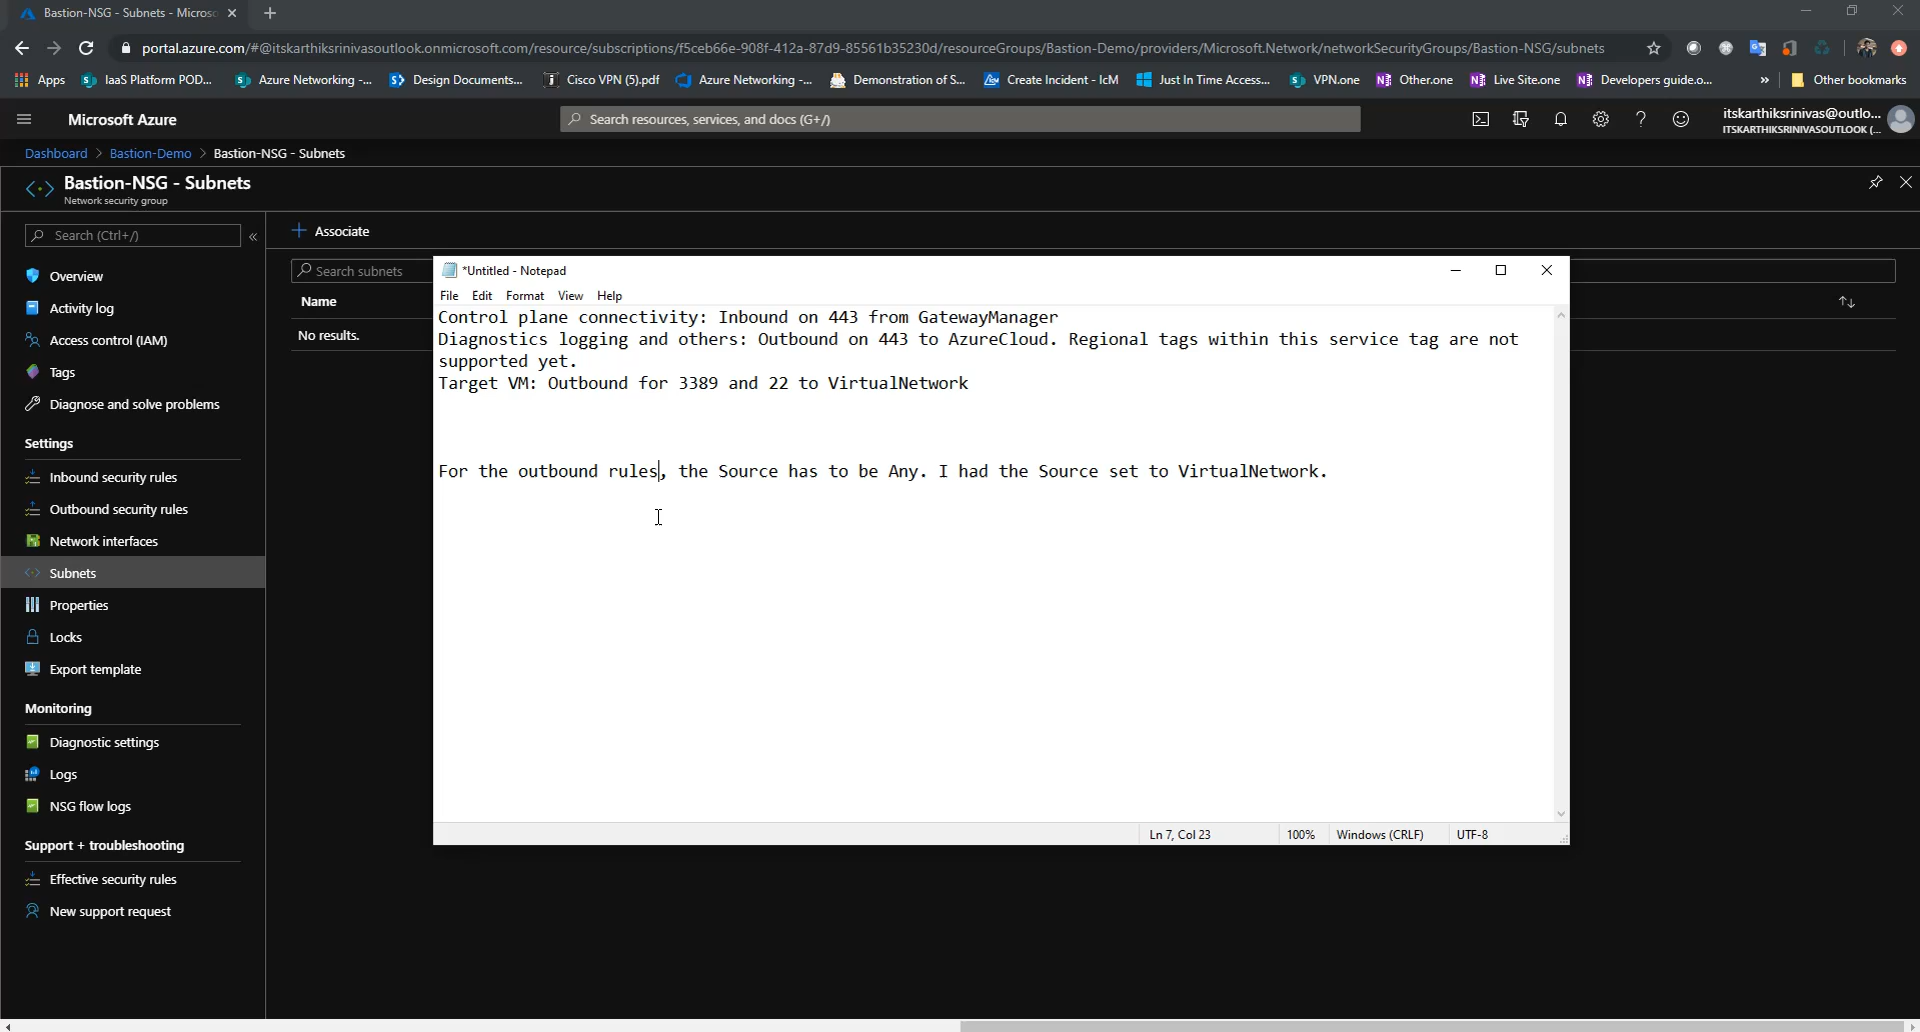 Bastion-NSG - Subnets - Micros
portal.azure.com/#@itskarthiksrinivasoutlook.onmicrosoft.com/resource/subscriptions/f5ceb66e-908f-412a-87d9-85561b35230d/resourceGroups/Bastion-Demo/providers/Microsoft.Network/networkSecurityGroups/Bastion-NSG/subnets
Apps IaaS Platform POD... Azure Networking -... Design Documents... Cisco VPN (5).pdf Azure Networking -... Demonstration of S... Create Incident - IcM Just In Time Access... VPN.one Other.one Live Site.one Developers guide.o... » Other bookmarks
Microsoft Azure
Search resources, services, and docs (G+/)
itskarthiksrinivas@outlo...
ITSKARTHIKSRINIVASOUTLOOK (...
Dashboard > Bastion-Demo > Bastion-NSG - Subnets
Bastion-NSG - Subnets
Network security group
Search (Ctrl+/)
«
Overview
Activity log
Access control (IAM)
Tags
Diagnose and solve problems
Settings
Inbound security rules
Outbound security rules
Network interfaces
Subnets
Properties
Locks
Export template
Monitoring
Diagnostic settings
Logs
NSG flow logs
Support + troubleshooting
Effective security rules
New support request
+ Associate
Search subnets
Name
No results.
*Untitled - Notepad
File Edit Format View Help
Control plane connectivity: Inbound on 443 from GatewayManager
Diagnostics logging and others: Outbound on 443 to AzureCloud. Regional tags within this service tag are not
supported yet.
Target VM: Outbound for 3389 and 22 to VirtualNetwork
For the outbound rules, the Source has to be Any. I had the Source set to VirtualNetwork.
Ln 7, Col 23 100% Windows (CRLF) UTF-8